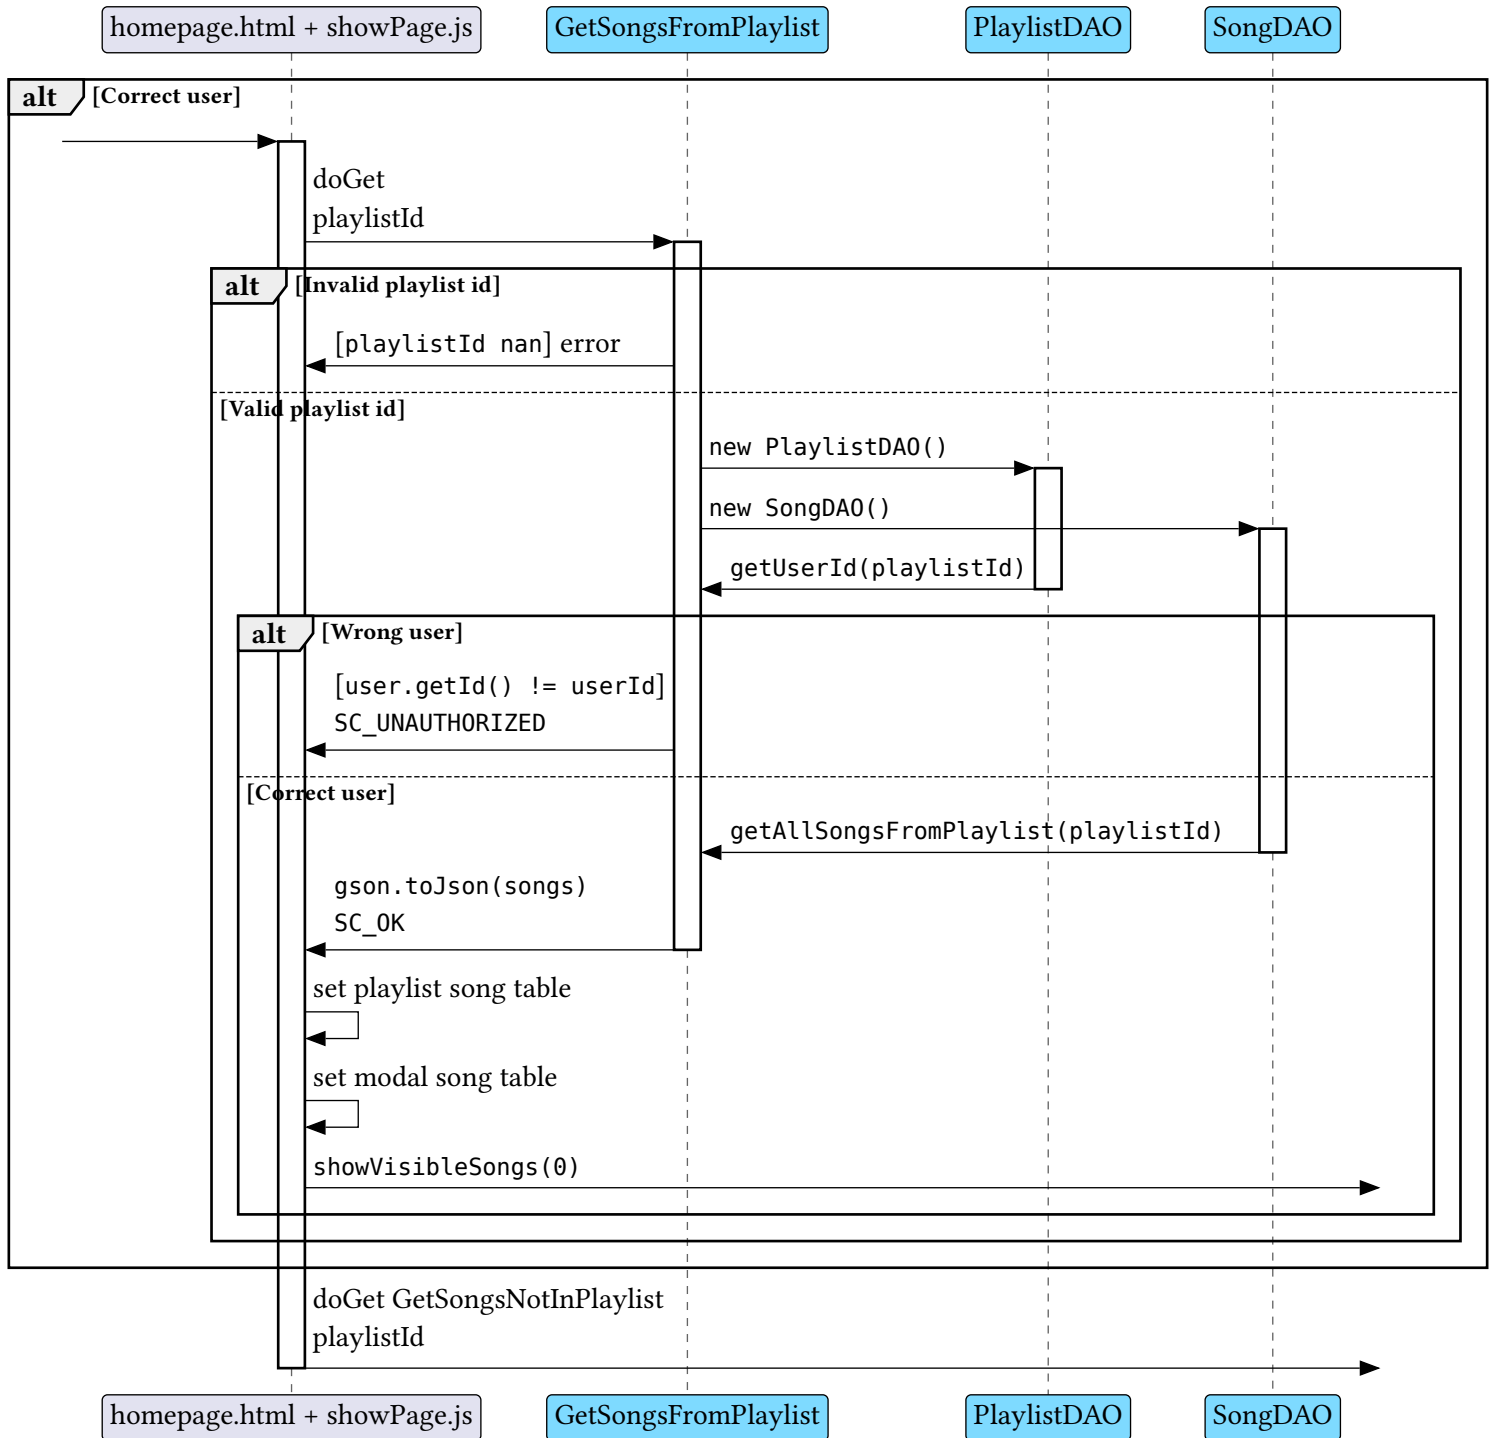 homepage.html + showPage.js
GetSongsFromPlaylist
PlaylistDAO
SongDAO
alt
[Correct user]
doGet
playlistId
alt
[Invalid playlist id]
[playlistId nan] error
[Valid playlist id]
new PlaylistDAO()
new SongDAO()
getUserId(playlistId)
alt
[Wrong user]
[user.getId() != userId]
SC_UNAUTHORIZED
[Correct user]
getAllSongsFromPlaylist(playlistId)
gson.toJson(songs)
SC_OK
set playlist song table
set modal song table
showVisibleSongs(0)
doGet GetSongsNotInPlaylist
playlistId
homepage.html + showPage.js
GetSongsFromPlaylist
PlaylistDAO
SongDAO